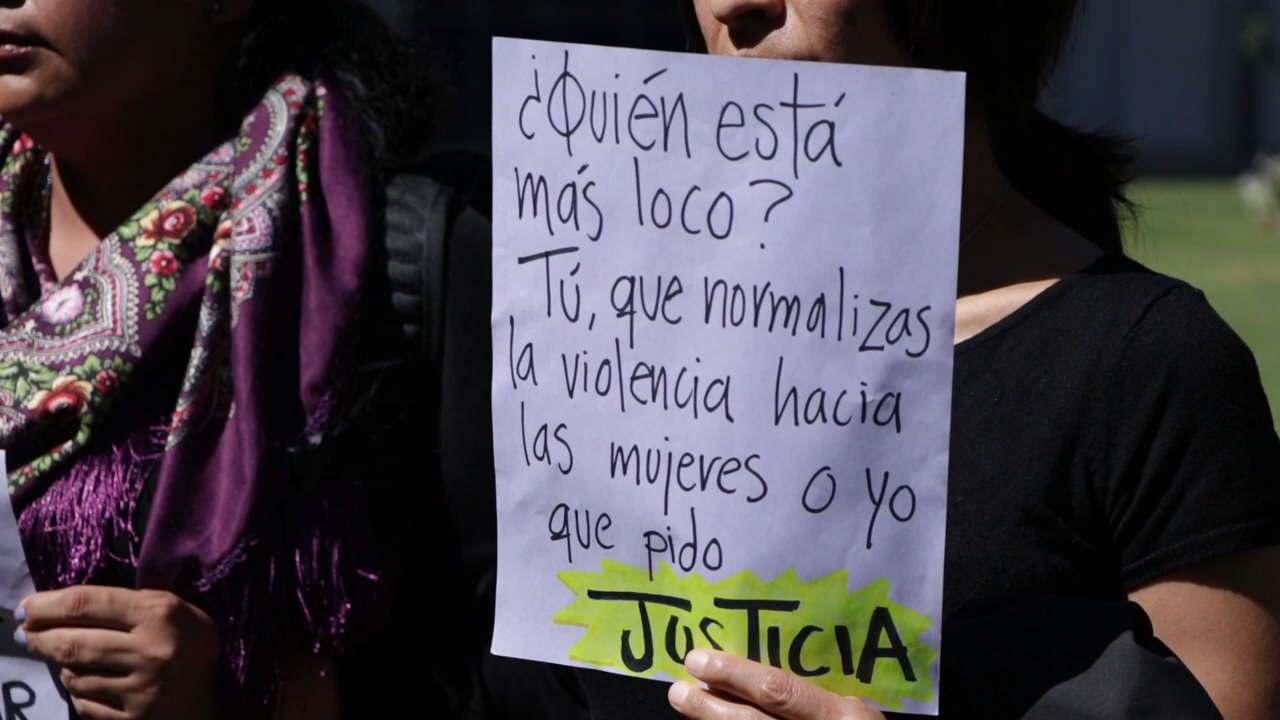 ¿Quién está
más loco?
Tú, que normalizas
la violencia hacia
las mujeres o yo
que pido
JUSTICIA
R